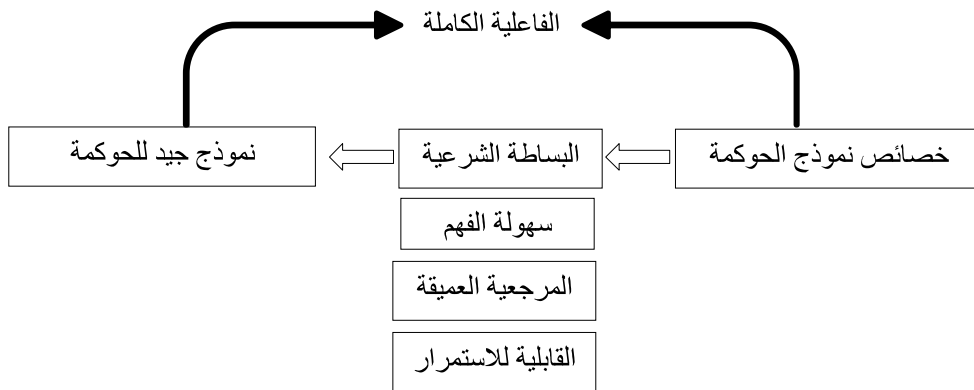 الفاعلية الكاملة
خصائص نموذج الحوكمة
البساطة الشرعية
نموذج جيد للحوكمة
سهولة الفهم
المرجعية العميقة
القابلية للاستمرار